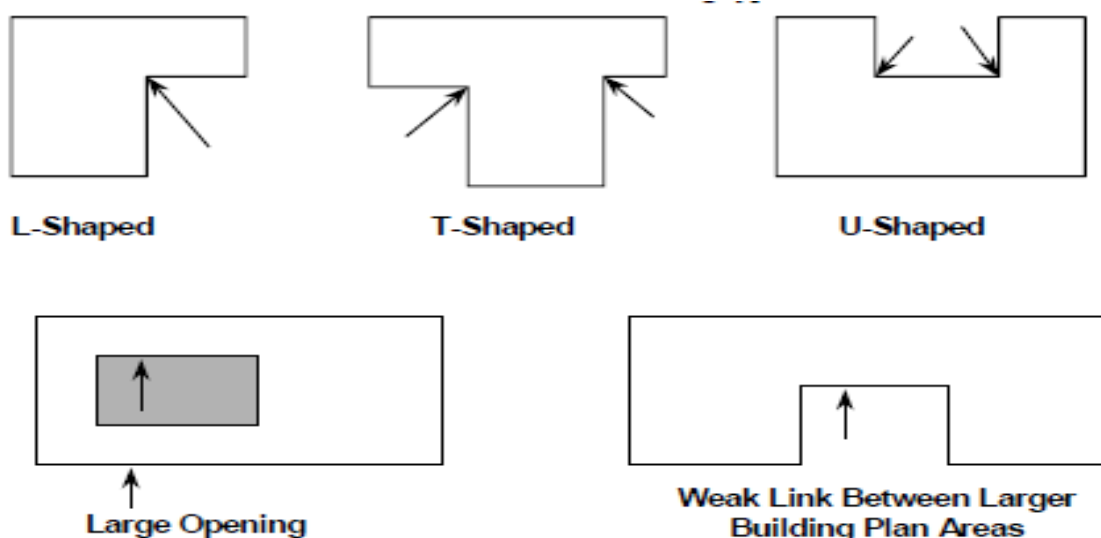 L-Shaped
T-Shaped
U-Shaped
Large Opening
Weak Link Between Larger
Building Plan Areas